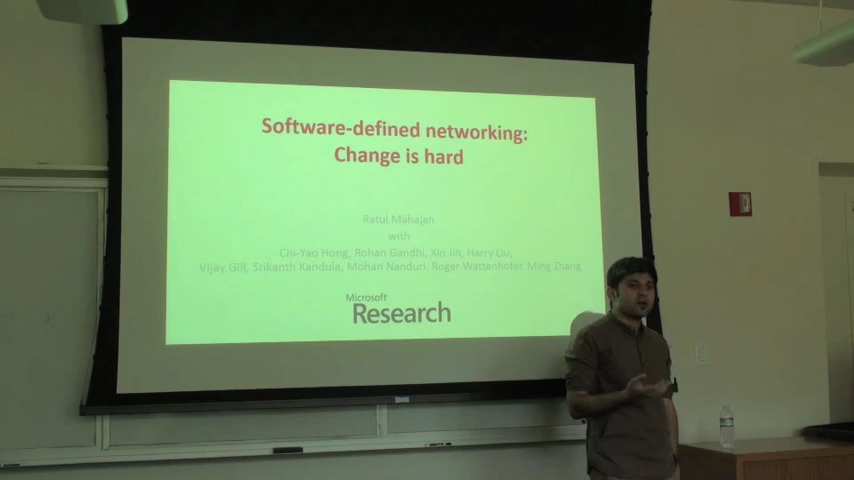 Software-defined networking:
Change is hard
Ratul Mahajan
with
Chi-Yao Hong, Rohan Gandhi, Xin Jin, Harry Liu,
Vijay Gill, Srikanth Kandula, Mohan Nanduri, Roger Wattenhofer, Ming Zhang
Microsoft
Research